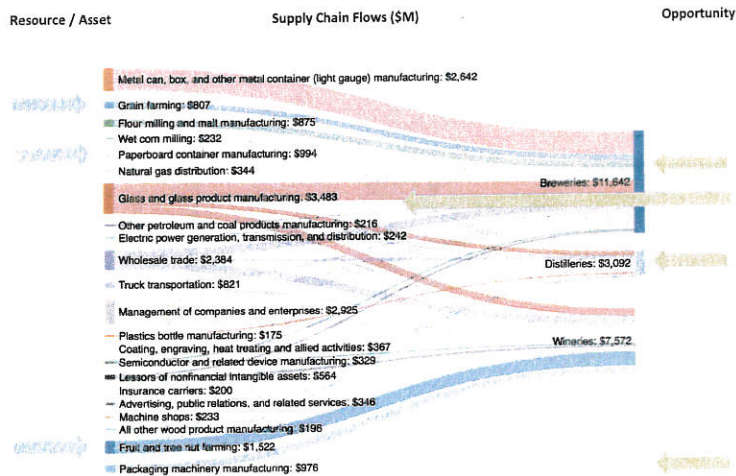 Resource / Asset
Supply Chain Flows ($M)
Opportunity
Metal can, box, and other metal container (light gauge) manufacturing: $2,642
Grain farming: $807
Flour milling and malt manufacturing: $875
Wet corn milling: $232
Paperboard container manufacturing: $994
Natural gas distribution: $344
Breweries: $11,642
Glass and glass product manufacturing: $3,483
Other petroleum and coal products manufacturing: $216
Electric power generation, transmission, and distribution: $242
Wholesale trade: $2,384
Distilleries: $3,092
Truck transportation: $821
Management of companies and enterprises: $2,925
Plastics bottle manufacturing: $175
Wineries: $7,572
Coating, engraving, heat treating and allied activities: $367
Semiconductor and related device manufacturing: $329
Lessors of nonfinancial intangible assets: $564
Insurance carriers: $200
Advertising, public relations, and related services: $346
Machine shops: $233
All other wood product manufacturing: $196
Fruit and tree nut farming: $1,522
Packaging machinery manufacturing: $976